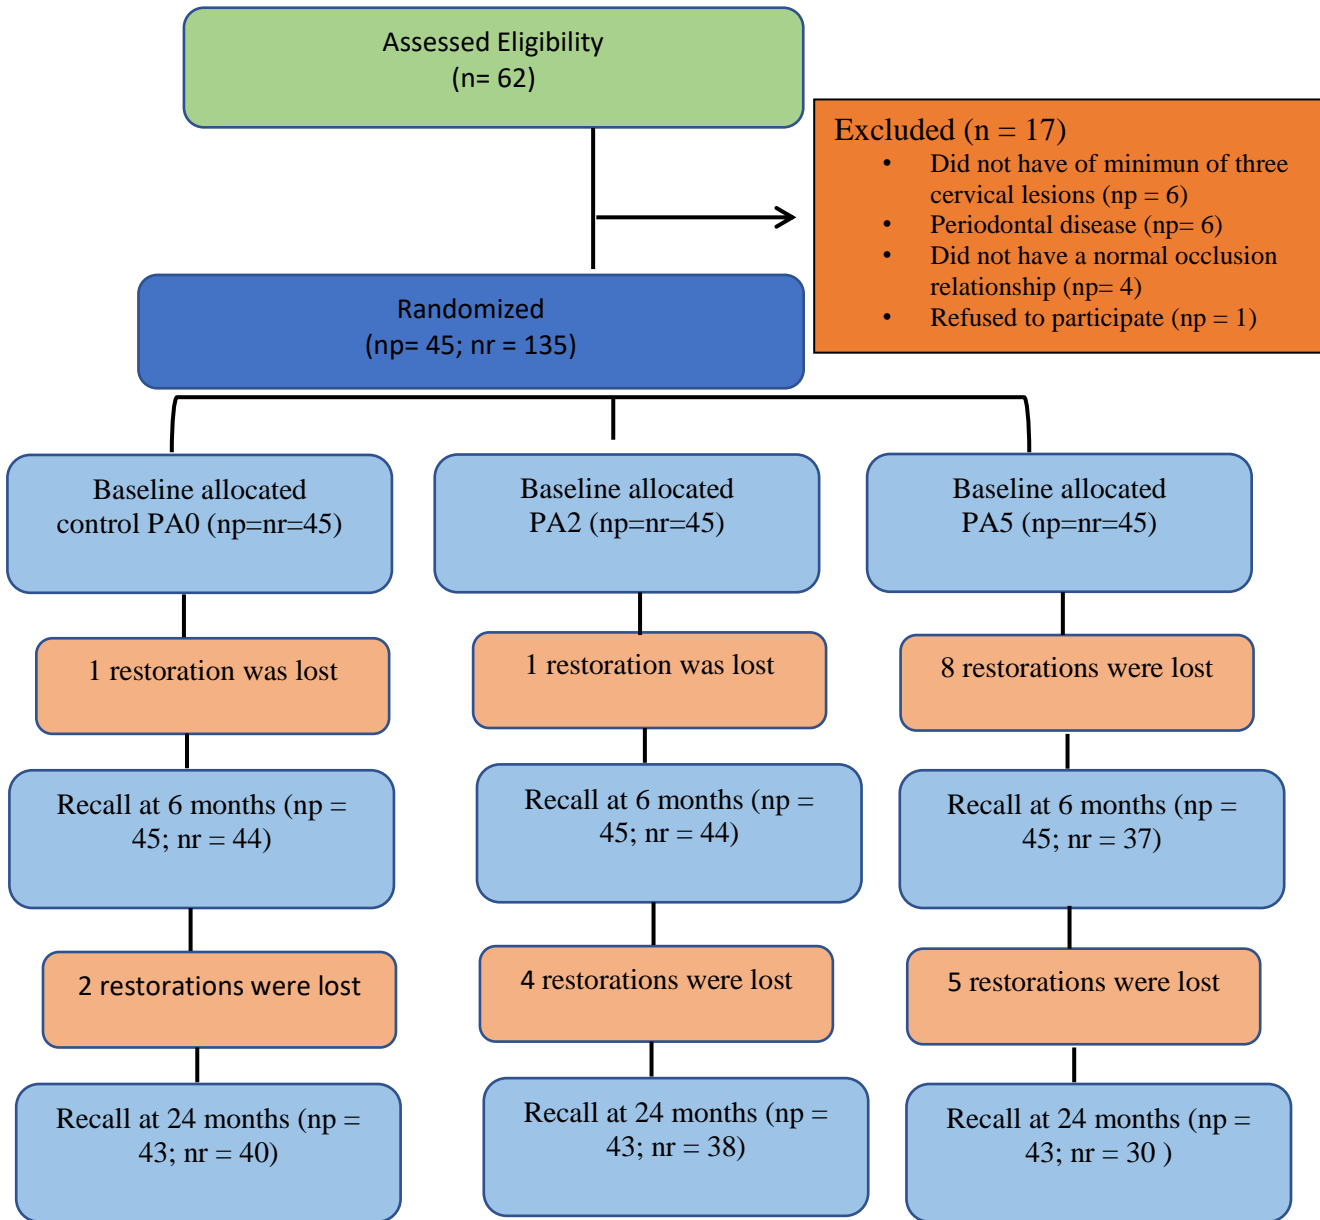 Assessed Eligibility
(n= 62)
Excluded (n = 17)
• Did not have of minimun of three
cervical lesions (np = 6)
• Periodontal disease (np= 6)
• Did not have a normal occlusion
relationship (np= 4)
• Refused to participate (np = 1)
Randomized
(np= 45; nr = 135)
Baseline allocated
control PA0 (np=nr=45)
Baseline allocated
PA2 (np=nr=45)
Baseline allocated
PA5 (np=nr=45)
1 restoration was lost
1 restoration was lost
8 restorations were lost
Recall at 6 months (np =
45; nr = 44)
Recall at 6 months (np =
45; nr = 44)
Recall at 6 months (np =
45; nr = 37)
2 restorations were lost
4 restorations were lost
5 restorations were lost
Recall at 24 months (np =
43; nr = 40)
Recall at 24 months (np =
43; nr = 38)
Recall at 24 months (np =
43; nr = 30 )